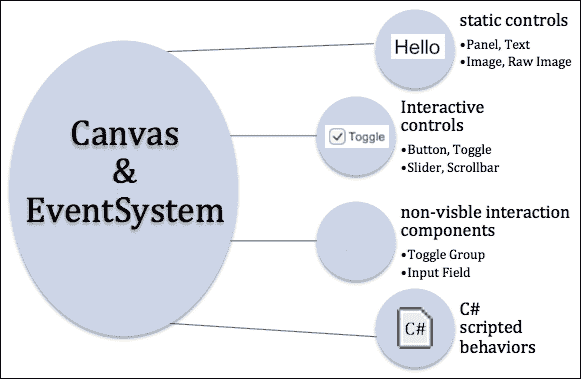 Canvas
&
EventSystem
Hello
static controls
•Panel, Text
•Image, Raw Image
Toggle
Interactive
controls
•Button, Toggle
•Slider, Scrollbar
non-visble interaction
components
•Toggle Group
•Input Field
C#
C#
scripted
behaviors